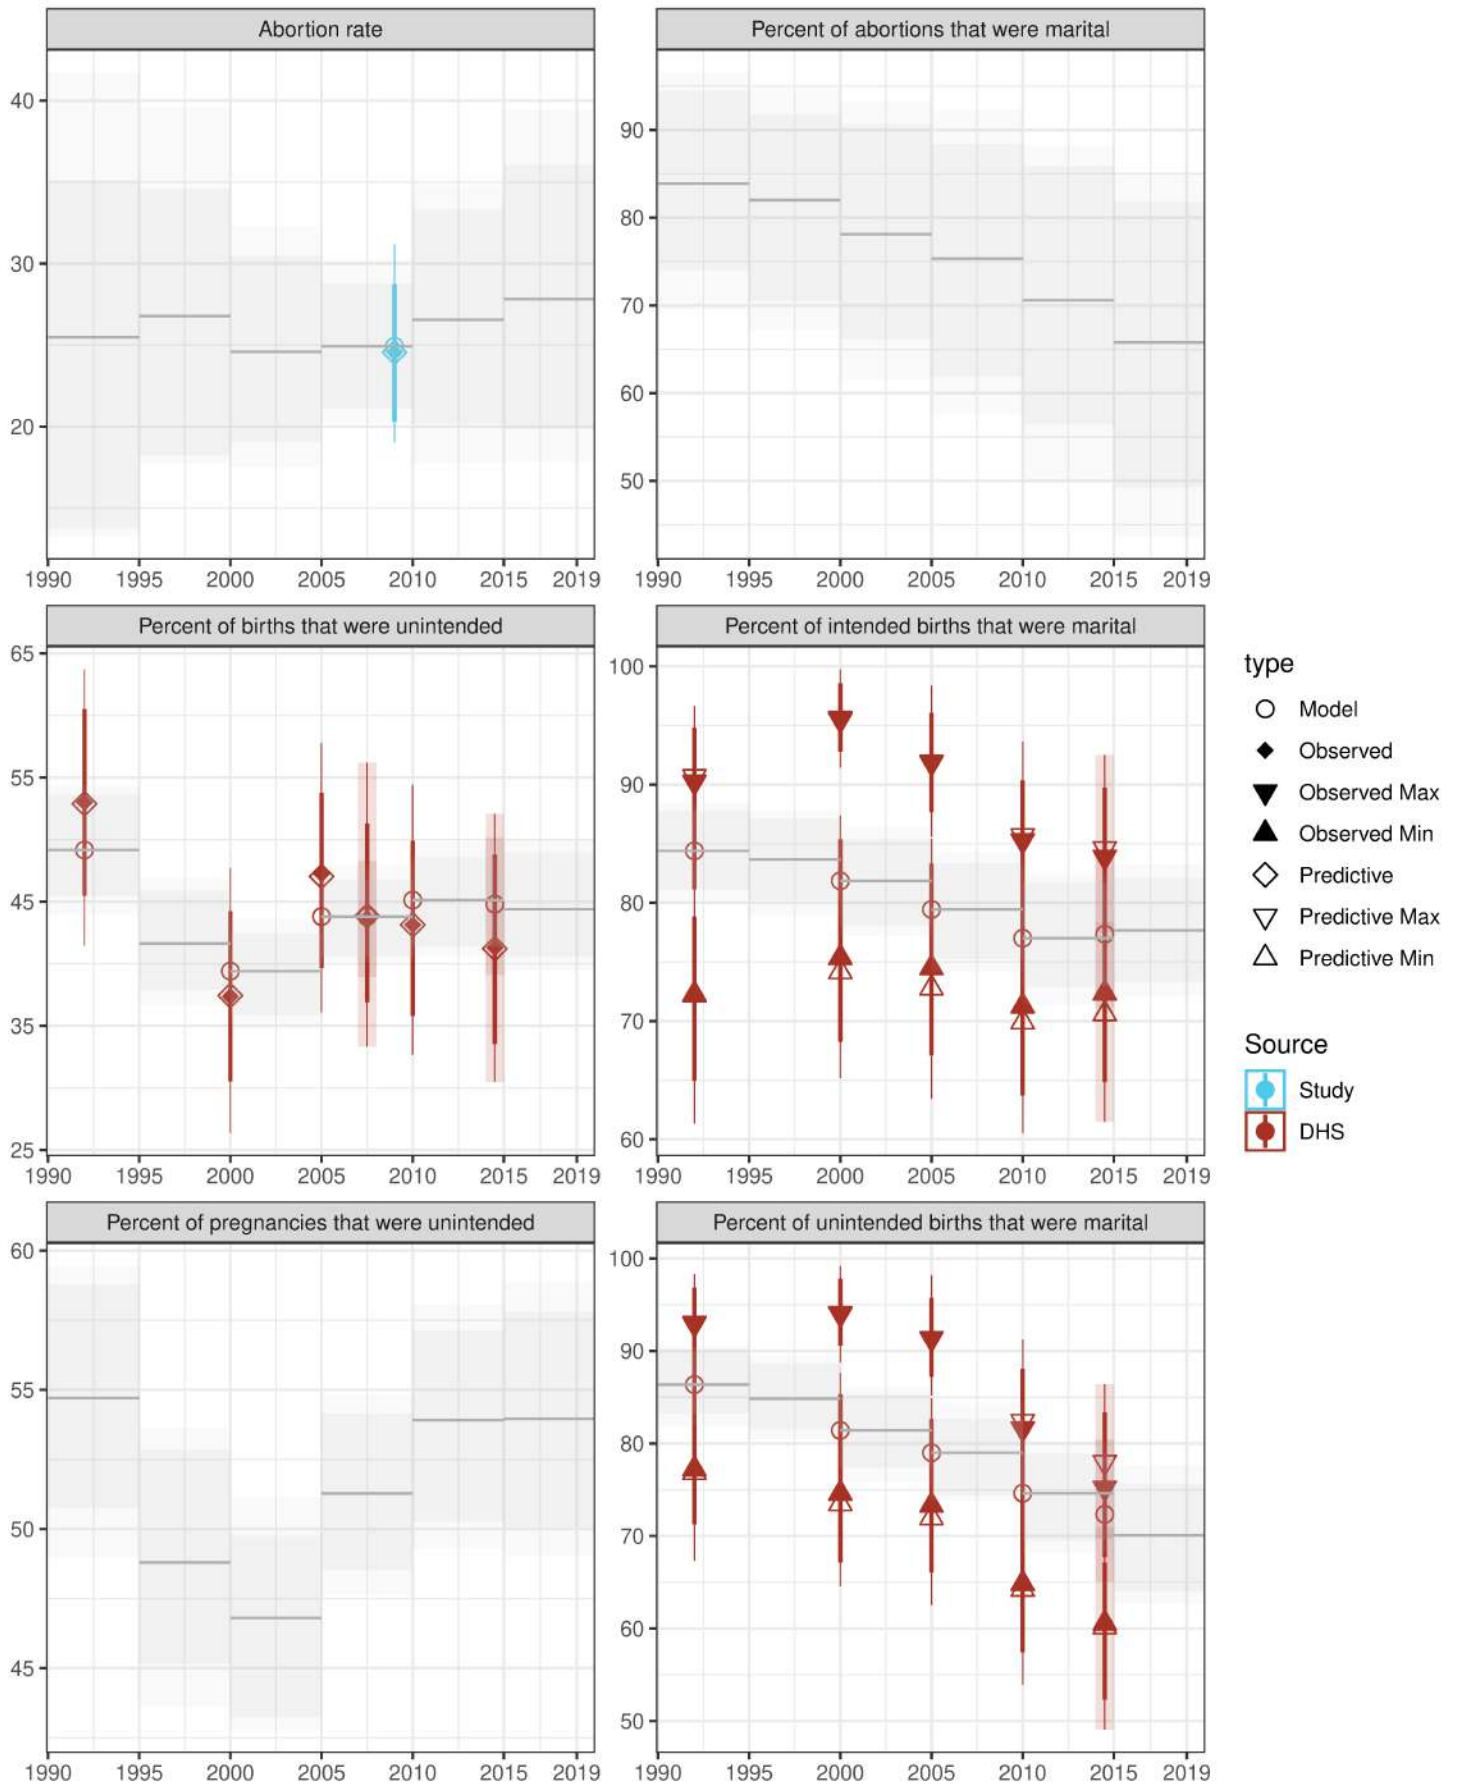 Abortion rate
Percent of abortions that were marital
40
30
20
90
80
70
60
50
1990 1995 2000 2005 2010 2015 2019
1990 1995 2000 2005 2010 2015 2019
Percent of births that were unintended
Percent of intended births that were marital
65
55
45
35
25
100
90
80
70
60
1990 1995 2000 2005 2010 2015 2019
1990 1995 2000 2005 2010 2015 2019
type
Model
Observed
Observed Max
Observed Min
Predictive
Predictive Max
Predictive Min
Source
Study
DHS
Percent of pregnancies that were unintended
Percent of unintended births that were marital
60
55
50
45
100
90
80
70
60
50
1990 1995 2000 2005 2010 2015 2019
1990 1995 2000 2005 2010 2015 2019